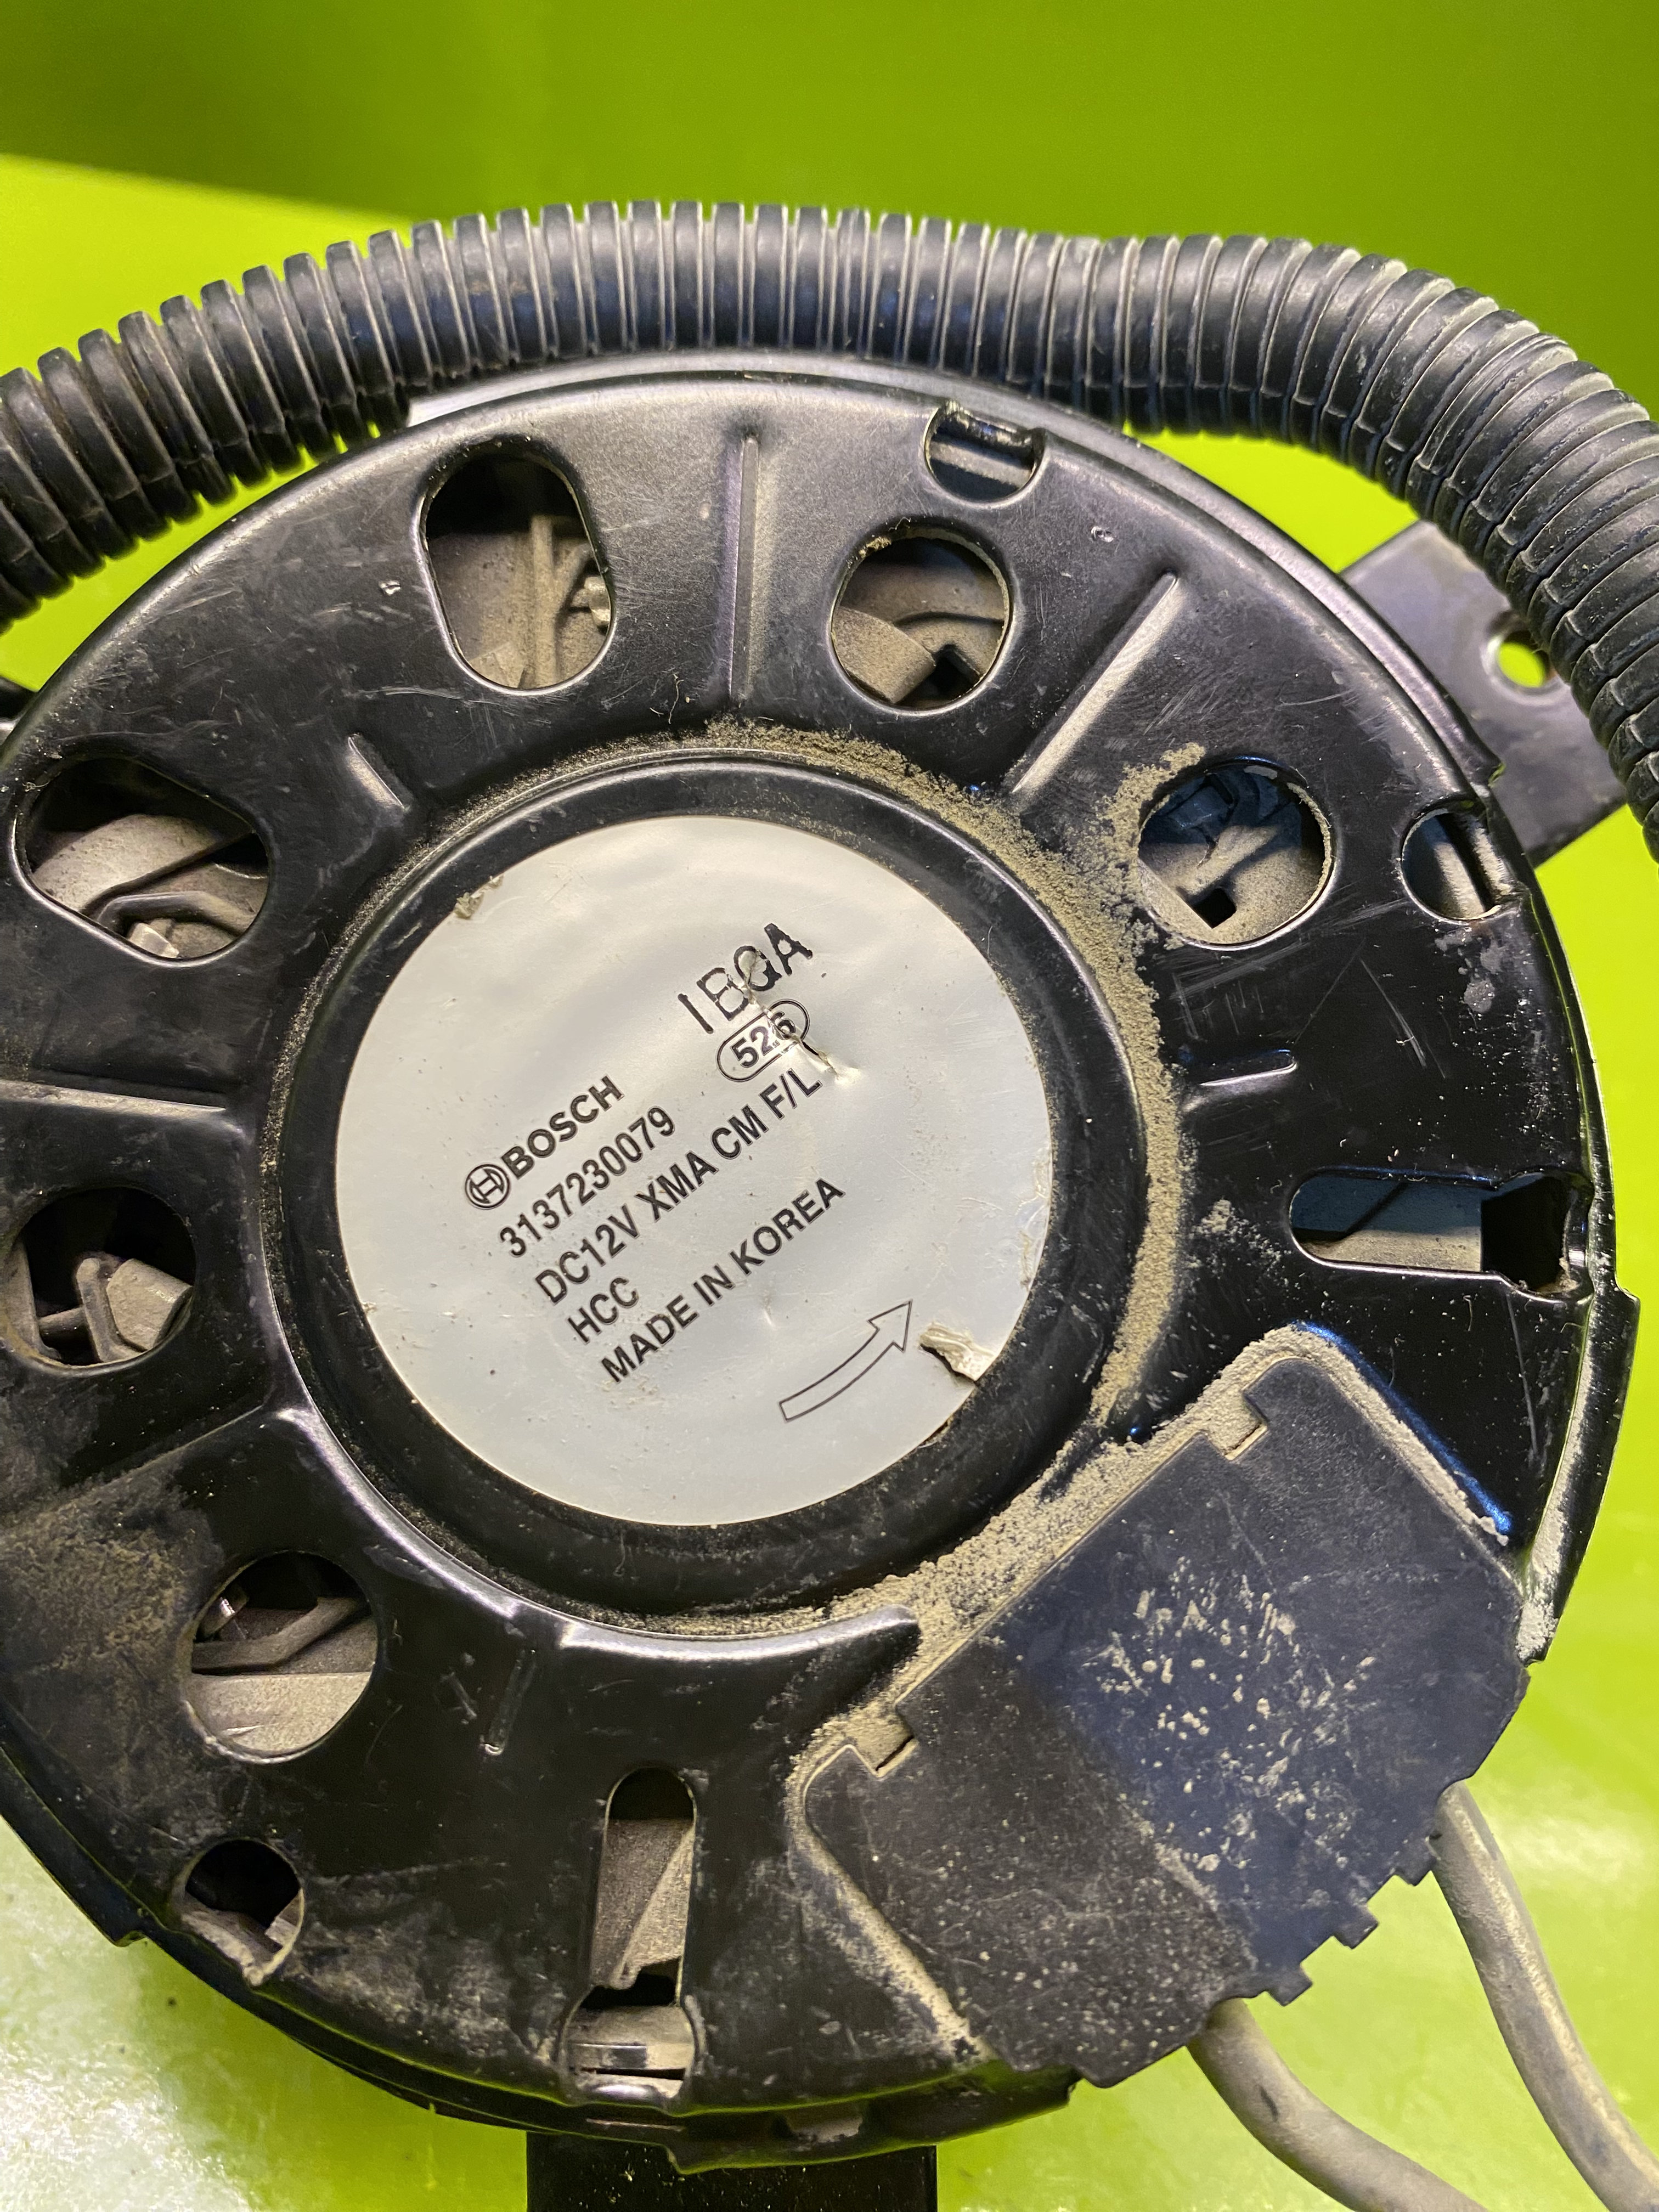 IBGA
526
BOSCH
3137230079
DC12V XMA CM F/L
HCC
MADE IN KOREA